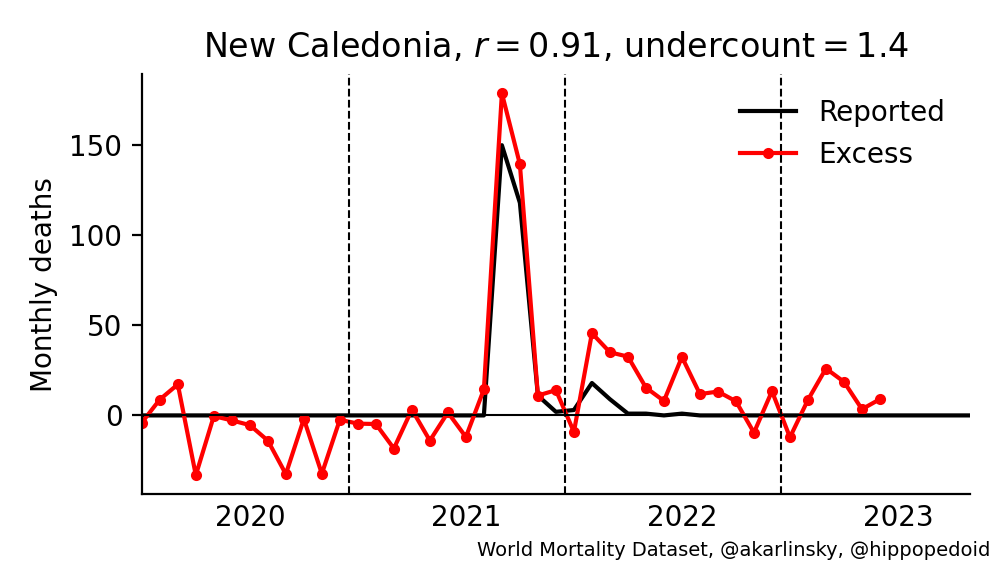 New Caledonia, r = 0.91, undercount = 1.4
Reported
Excess
Monthly deaths
150
100
50
0
2020 2021 2022 2023
World Mortality Dataset, @akarlinsky, @hippopedoid